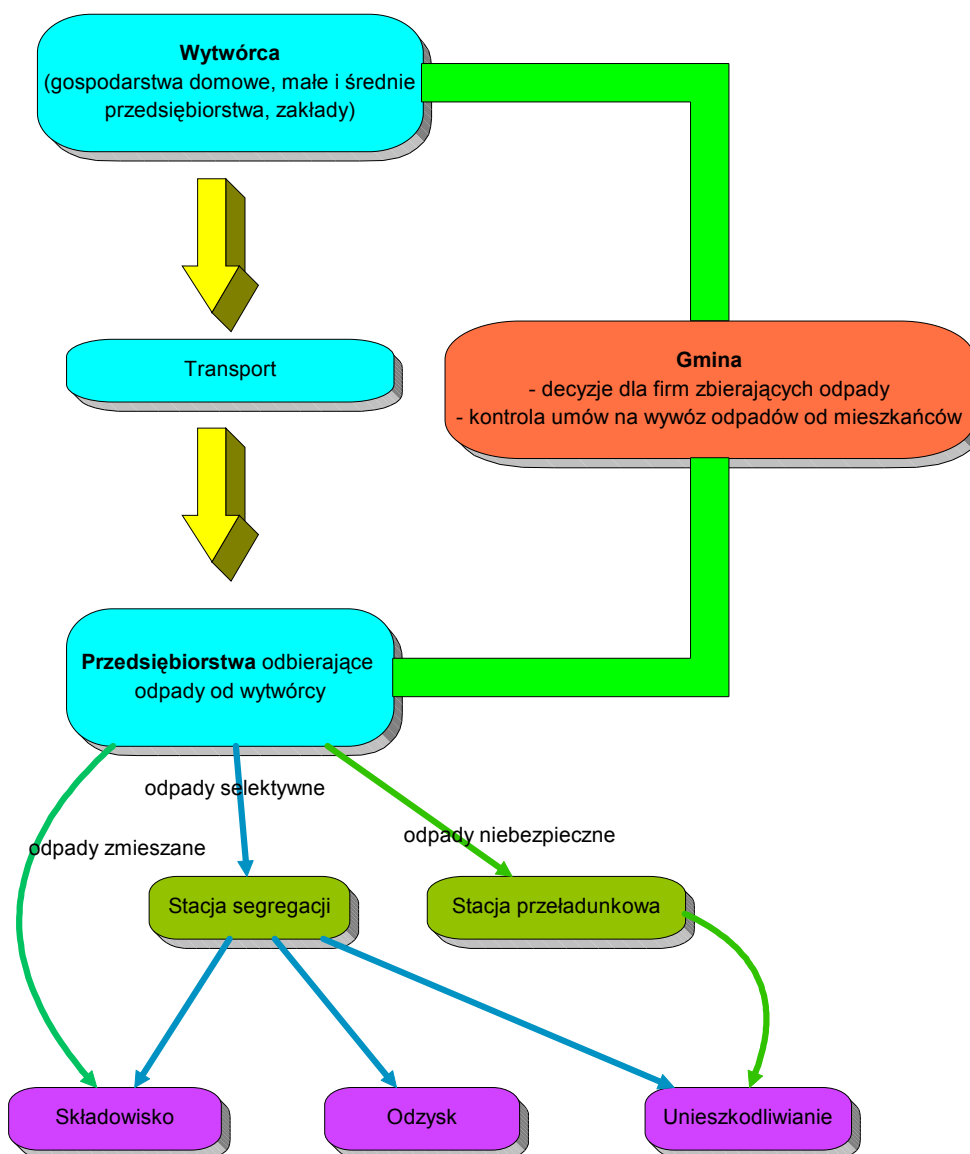 Wytwórca
(gospodarstwa domowe, małe i średnie
przedsiębiorstwa, zakłady)
Transport
Gmina
- decyzje dla firm zbierających odpady
- kontrola umów na wywóz odpadów od mieszkańców
Przedsiębiorstwa odbierające
odpady od wytwórcy
odpady selektywne
odpady niebezpieczne
odpady zmieszane
Stacja segregacji
Stacja przeładunkowa
Składowisko
Odzysk
Unieszkodliwianie